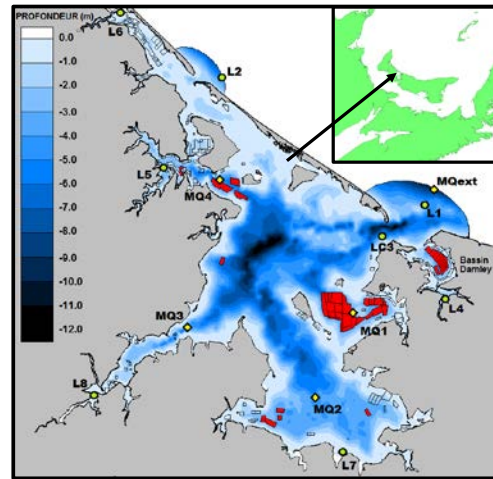 PROFONDEUR (m)
0.0
-1.0
-2.0
-3.0
-4.0
-5.0
-6.0
-7.0
-8.0
-9.0
-10.0
-11.0
-12.0
L6
L2
L5
MQ4
MQext
L1
LC3
Bassin
Darnley
L4
MQ3
MQ1
L8
MQ2
L7